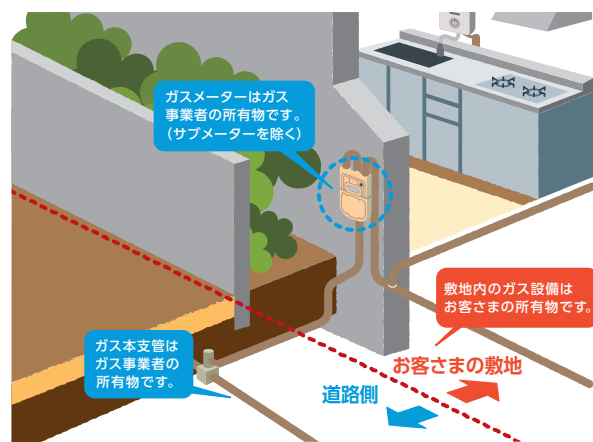 ガスメーターはガス
事業者の所有物です。
(サブメーターを除く)
敷地内のガス設備は
お客さまの所有物です。
ガス本支管は
ガス事業者の
所有物です。
お客さまの敷地
道路側